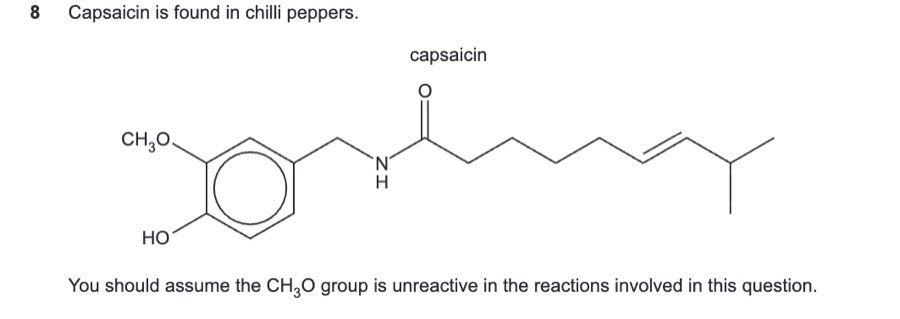 8 Capsaicin is found in chilli peppers.
capsaicin
O
CH₃O
N
H
HO
You should assume the CH₃O group is unreactive in the reactions involved in this question.